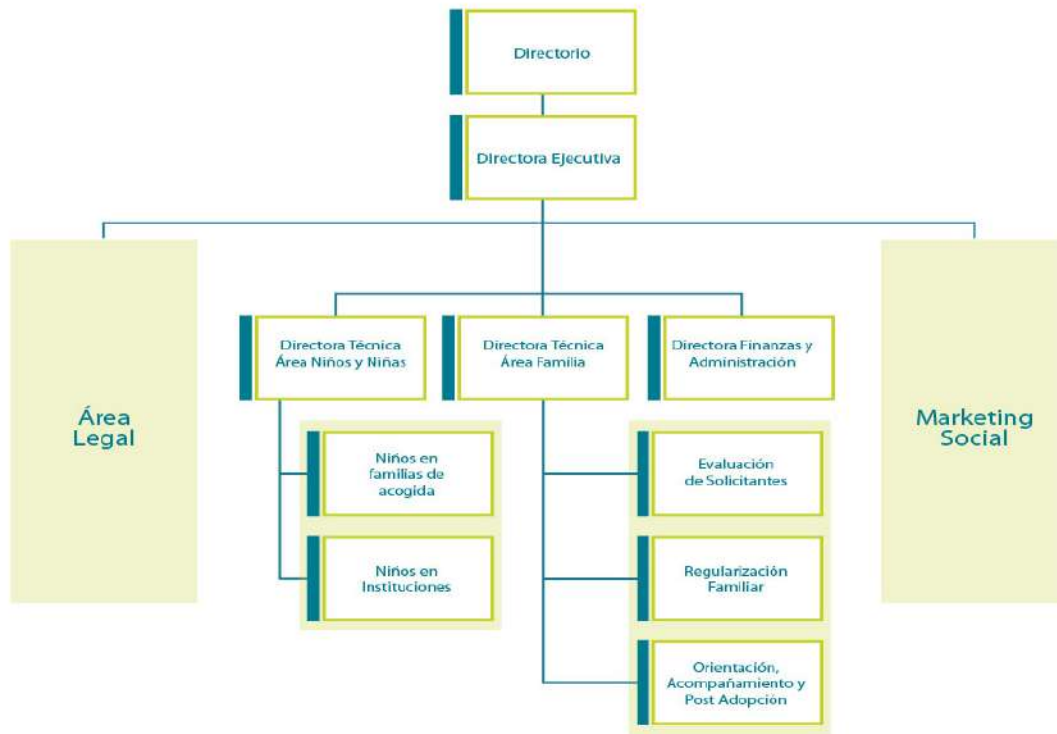 Directorio
Directora Ejecutiva
Área
Legal
Directora Técnica
Área Niños y Niñas
Directora Técnica
Área Familia
Directora Finanzas y
Administración
Marketing
Social
Niños en
familias de
acogida
Niños en
Instituciones
Evaluación
de Solicitantes
Regularización
Familiar
Orientación,
Acompañamiento y
Post Adopción